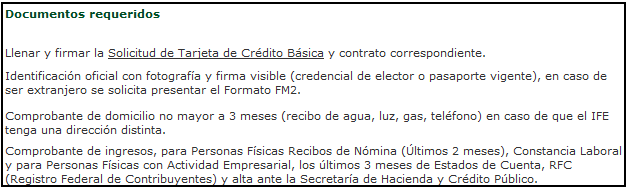 Documentos requeridos
Llenar y firmar la Solicitud de Tarjeta de Crédito Básica y contrato correspondiente.
Identificación oficial con fotografía y firma visible (credencial de elector o pasaporte vigente), en caso de
ser extranjero se solicita presentar el Formato FM2.
Comprobante de domicilio no mayor a 3 meses (recibo de agua, luz, gas, teléfono) en caso de que el IFE
tenga una dirección distinta.
Comprobante de ingresos, para Personas Físicas Recibos de Nómina (Últimos 2 meses), Constancia Laboral
y para Personas Físicas con Actividad Empresarial, los últimos 3 meses de Estados de Cuenta, RFC
(Registro Federal de Contribuyentes) y alta ante la Secretaría de Hacienda y Crédito Público.